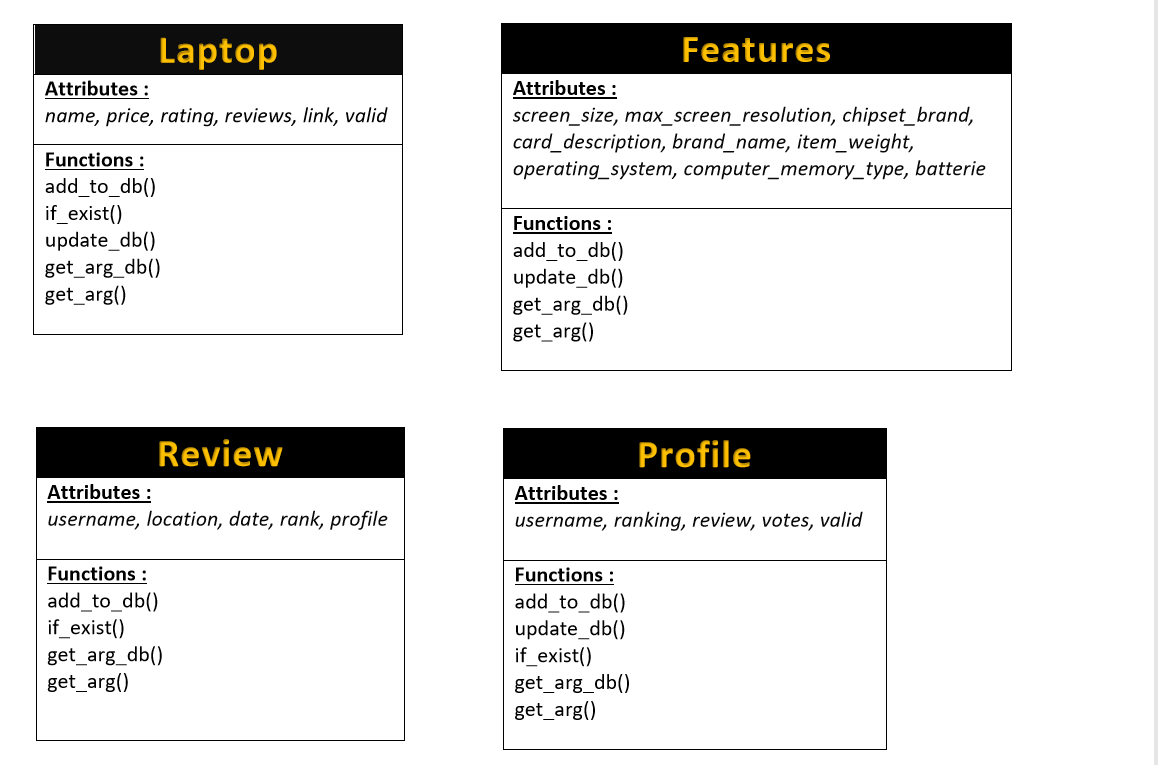 Laptop
Attributes :
name, price, rating, reviews, link, valid
Functions :
add_to_db()
if_exist()
update_db()
get_arg_db()
get_arg()
Features
Attributes :
screen_size, max_screen_resolution, chipset_brand,
card_description, brand_name, item_weight,
operating_system, computer_memory_type, batterie
Functions :
add_to_db()
update_db()
get_arg_db()
get_arg()
Review
Attributes :
username, location, date, rank, profile
Functions :
add_to_db()
if_exist()
get_arg_db()
get_arg()
Profile
Attributes :
username, ranking, review, votes, valid
Functions :
add_to_db()
update_db()
if_exist()
get_arg_db()
get_arg()